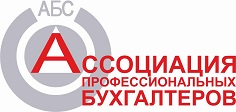 АБС
АССОЦИАЦИЯ
ПРОФЕССИОНАЛЬНЫХ
БУХГАЛТЕРОВ